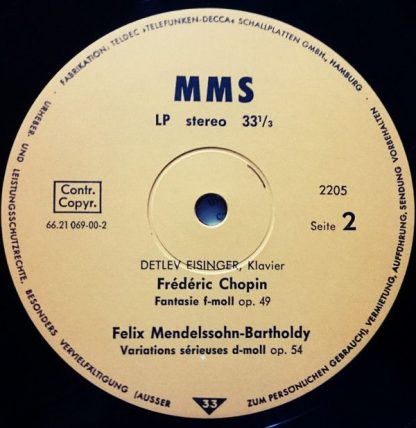 FABRIKATION: TELDEC »TELEFUNKEN-DECCA« SCHALLPLATTEN GMBH, HAMBURG
URHEBER- UND LEISTUNGSSCHUTZRECHTE. BESONDERS VERVIELFÄLTIGUNG (AUSSER
ZUM PERSÖNLICHEN GEBRAUCH), VERMIETUNG, AUFFÜHRUNG, SENDUNG VORBEHALTEN
MMS
LP stereo 33 1/3
Contr.
Copyr.
66.21 069-00-2
2205
Seite 2
DETLEV EISINGER, Klavier
Frédéric Chopin
Fantasie f-moll op. 49
Felix Mendelssohn-Bartholdy
Variations sérieuses d-moll op. 54
33